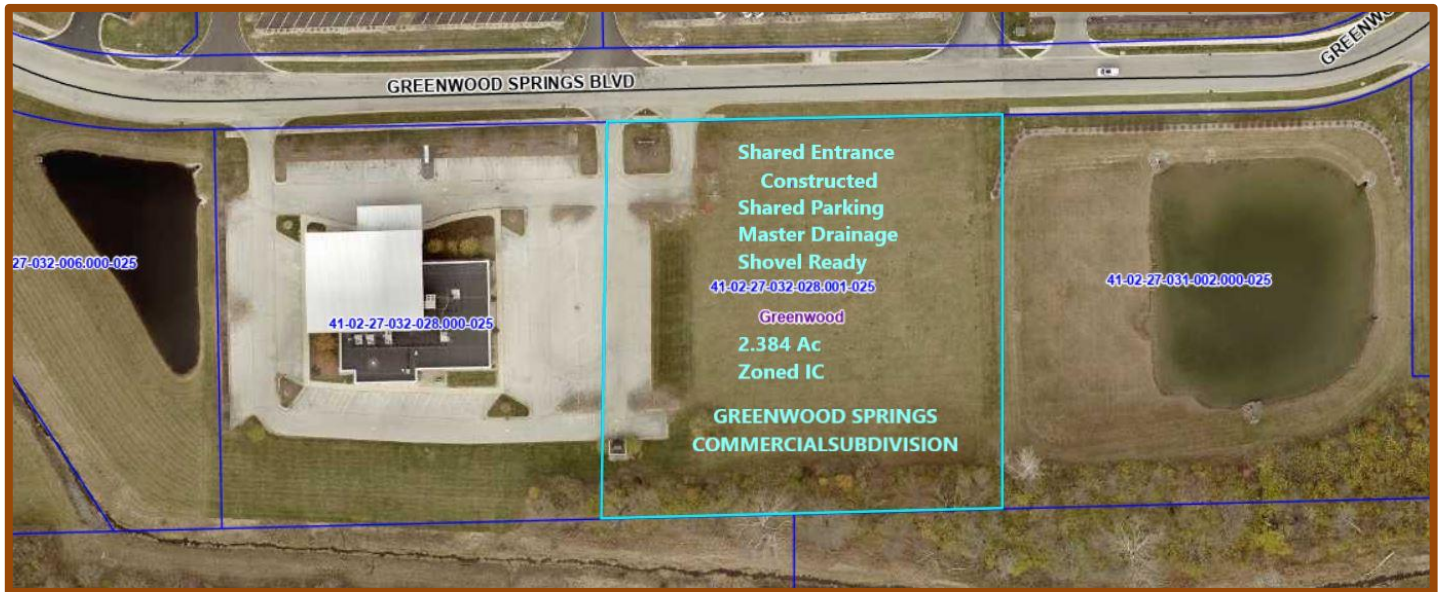 GREENWOOD SPRINGS BLVD
GREENWO
Shared Entrance
Constructed
Shared Parking
Master Drainage
Shovel Ready
27-032-006.000-025
41-02-27-032-028.001-025
41-02-27-031-002.000-025
Greenwood
41-02-27-032-028.000-025
2.384 Ac
Zoned IC
GREENWOOD SPRINGS
COMMERCIALSUBDIVISION